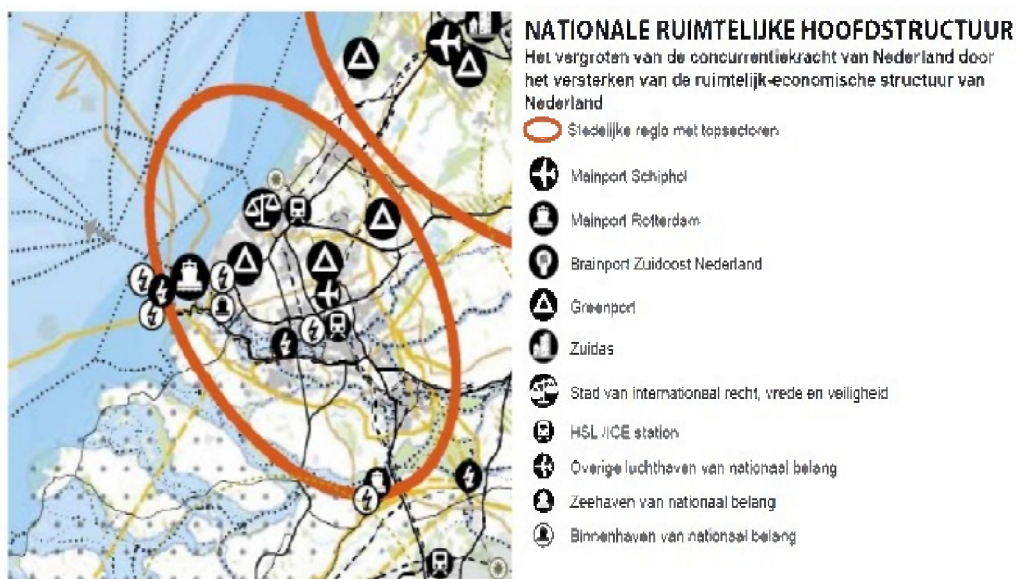 NATIONALE RUIMTELIJKE HOOFDSTRUCTUUR
Het vergroten van de concurrentiekracht van Nederland door
het versterken van de ruimtelijk-economische structuur van
Nederland
Stedelijke regio met topsectoren
Mainport Schiphol
Mainport Rotterdam
Brainport Zuidoost Nederland
Greenport
Zuidas
Stad van internationaal recht, vrede en veiligheid
HSL /ICE station
Overige luchthaven van nationaal belang
Zeehaven van nationaal belang
Binnenhaven van nationaal belang